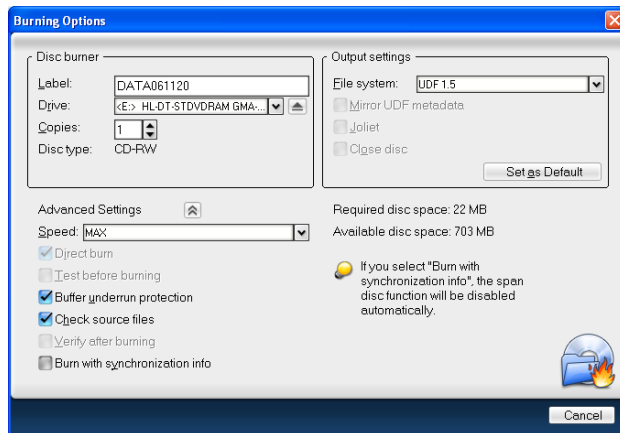 Burning Options
Disc burner
Label: DATA061120
Drive: <E:> HL-DT-STDVDRAM GMA-...
Copies: 1
Disc type: CD-RW
Output settings
File system: UDF 1.5
Mirror UDF metadata
Joliet
Close disc
Set as Default
Advanced Settings
Speed: MAX
Direct burn
Test before burning
Buffer underrun protection
Check source files
Verify after burning
Burn with synchronization info
Required disc space: 22 MB
Available disc space: 703 MB
If you select "Burn with
synchronization info", the span
disc function will be disabled
automatically.
Cancel